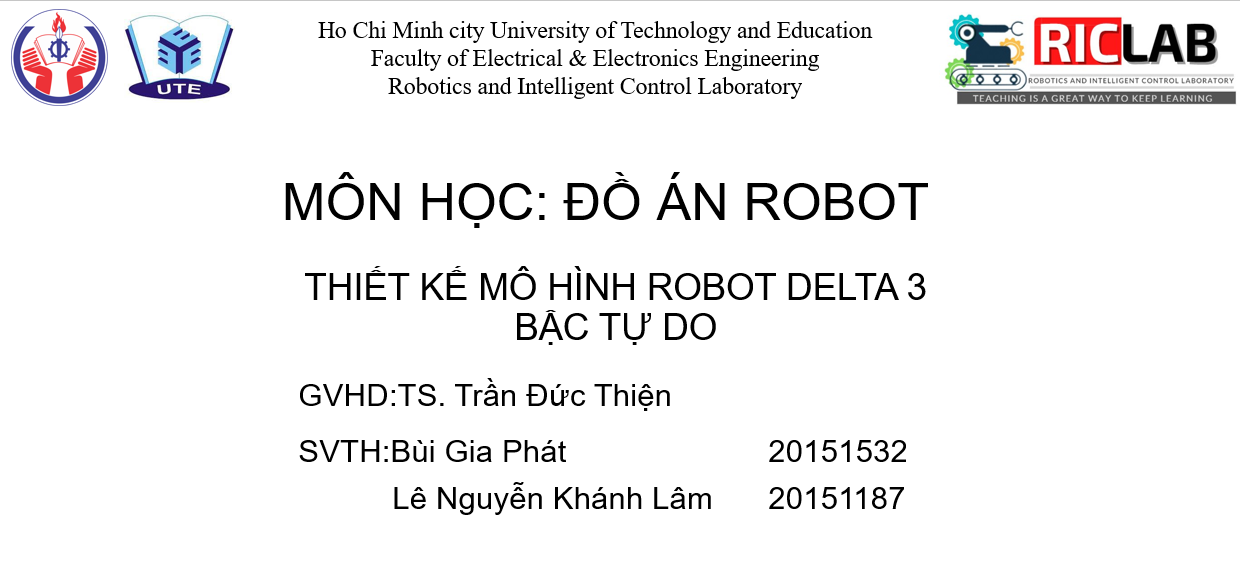 UTE
Ho Chi Minh city University of Technology and Education
Faculty of Electrical & Electronics Engineering
Robotics and Intelligent Control Laboratory
RICLAB
ROBOTICS AND INTELLIGENT CONTROL LABORATORY
TEACHING IS A GREAT WAY TO KEEP LEARNING
MÔN HỌC: ĐỒ ÁN ROBOT
THIẾT KẾ MÔ HÌNH ROBOT DELTA 3
BẬC TỰ DO
GVHD:TS. Trần Đức Thiện
SVTH:Bùi Gia Phát 20151532
Lê Nguyễn Khánh Lâm 20151187